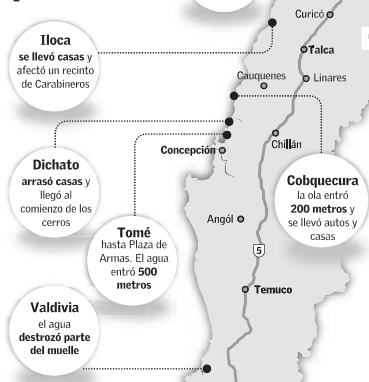 Curicó
Iloca
se llevó casas y
afectó un recinto
de Carabineros
Talca
Cauquenes
Linares
Concepción
Chillán
Dichato
arrasó casas y
llegó al
comienzo de los
cerros
Cobquecura
la ola entró
200 metros y
se llevó autos y
casas
Tomé
hasta Plaza de
Armas. El agua
entró 500
metros
Angól
5
Temuco
Valdivia
el agua
destrozó parte
del muelle